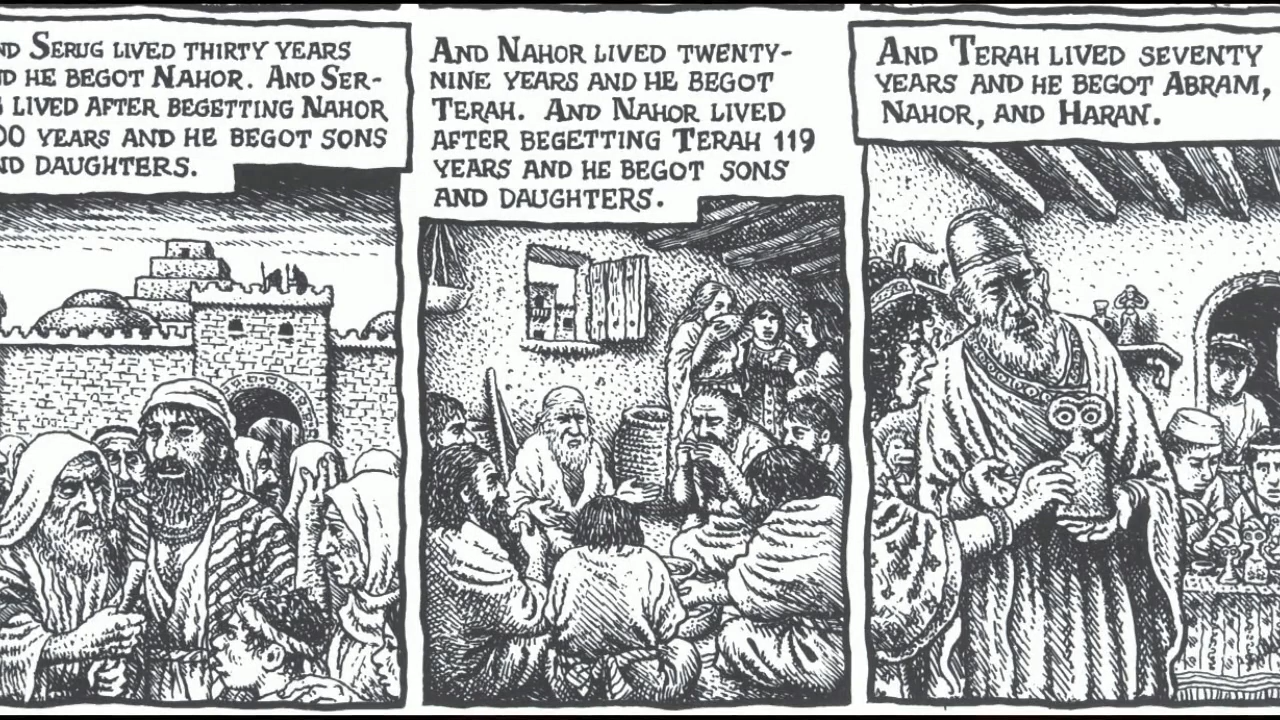 ND SERUG LIVED THIRTY YEARS
ND HE BEGOT NAHOR. AND SER-
LIVED AFTER BEGETTING NAHOR
00 YEARS AND HE BEGOT SONS
ND DAUGHTERS.
AND NAHOR LIVED TWENTY-
NINE YEARS AND HE BEGOT
TERAH. AND NAHOR LIVED
AFTER BEGETTING TERAH 119
YEARS AND HE BEGOT SONS
AND DAUGHTERS.
AND TERAH LIVED SEVENTY
YEARS AND HE BEGOT ABRAM,
NAHOR, AND HARAN.